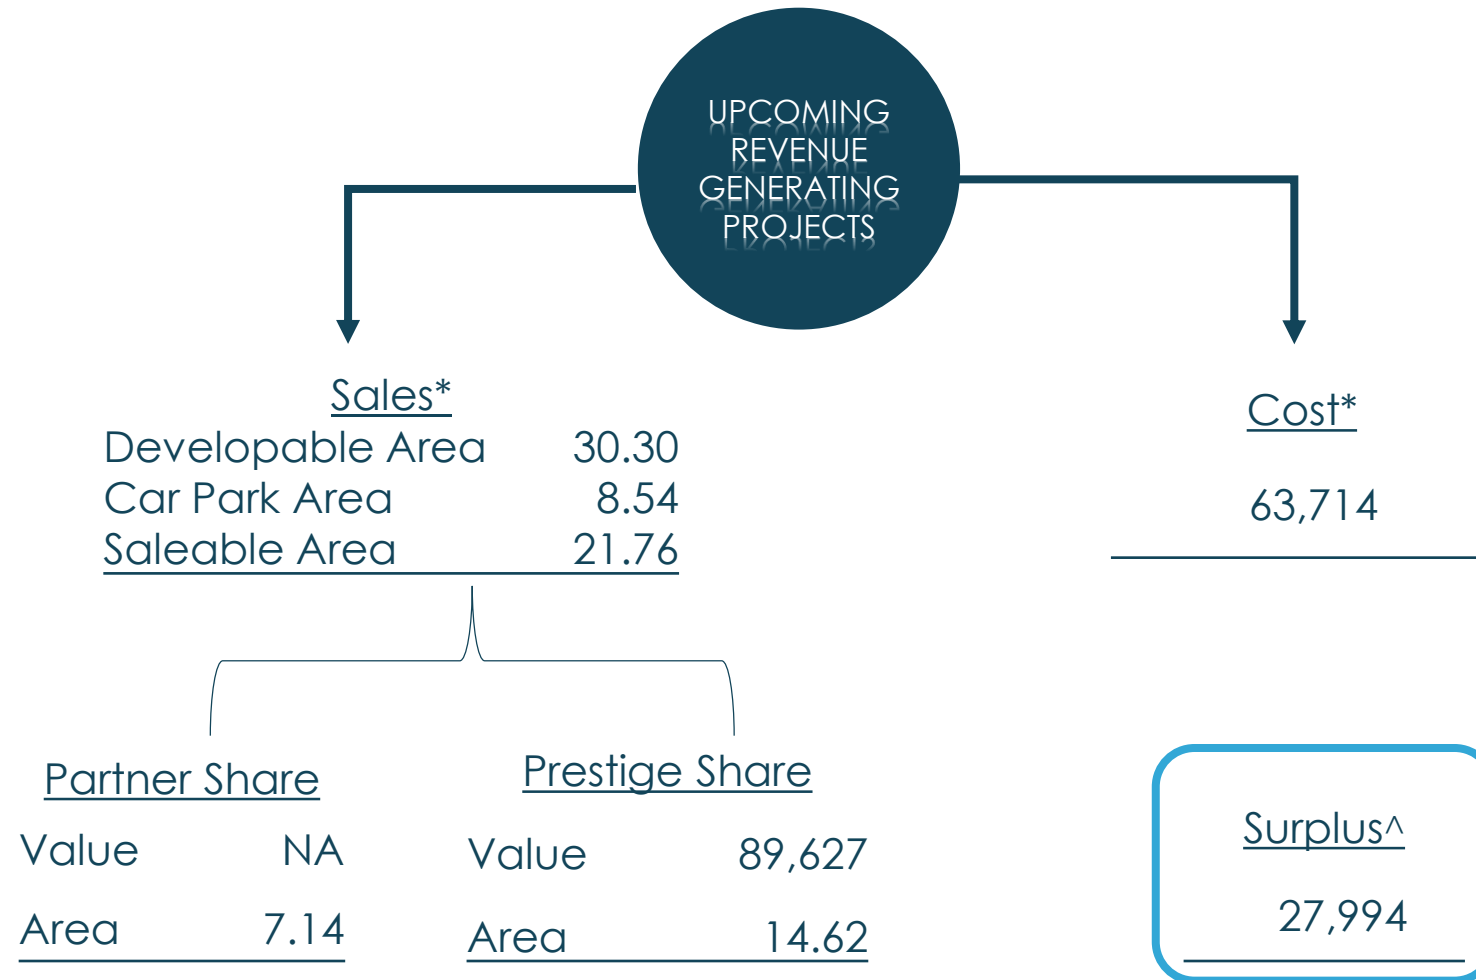 UPCOMING
REVENUE
GENERATING
PROJECTS
Sales*
Developable Area 30.30
Car Park Area 8.54
Saleable Area 21.76
Cost*
63,714
Partner Share
Value NA
Area 7.14
Prestige Share
Value 89,627
Area 14.62
Surplus^
27,994